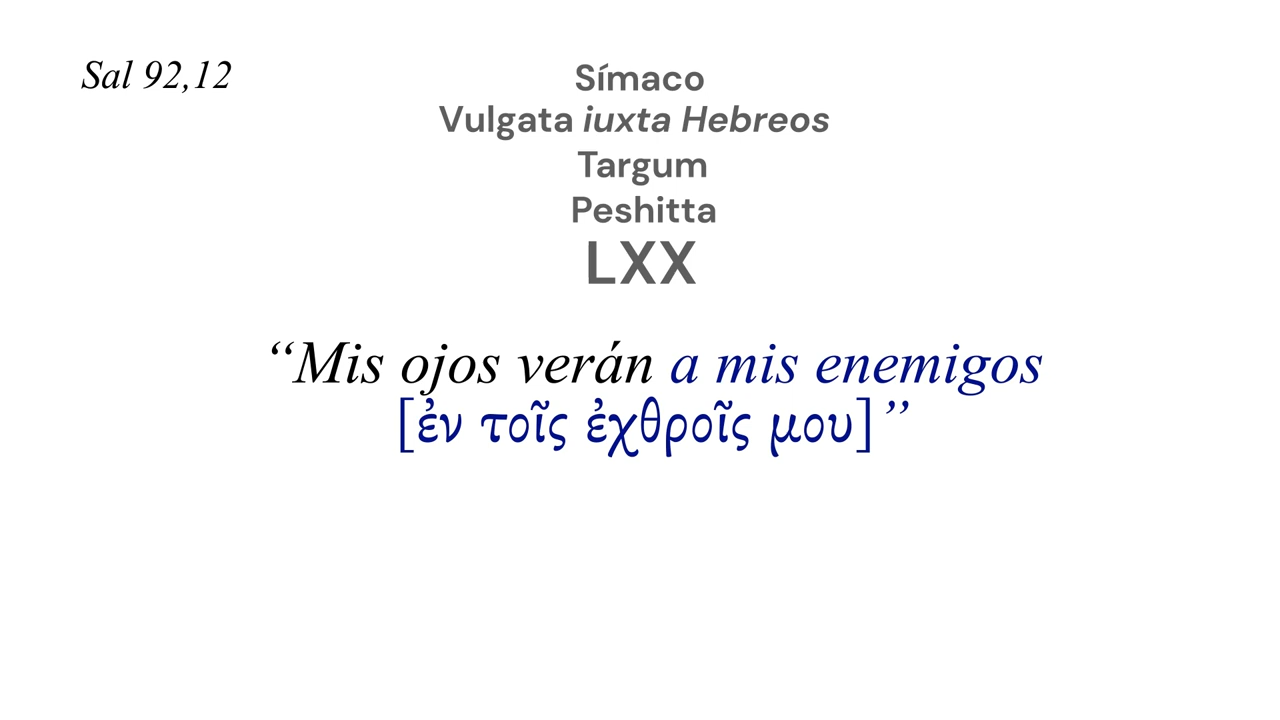 Sal 92,12
Símaco
Vulgata iuxta Hebreos
Targum
Peshitta
LXX
“Mis ojos verán a mis enemigos
[ἐν τοῖς ἐχθροῖς μου]”